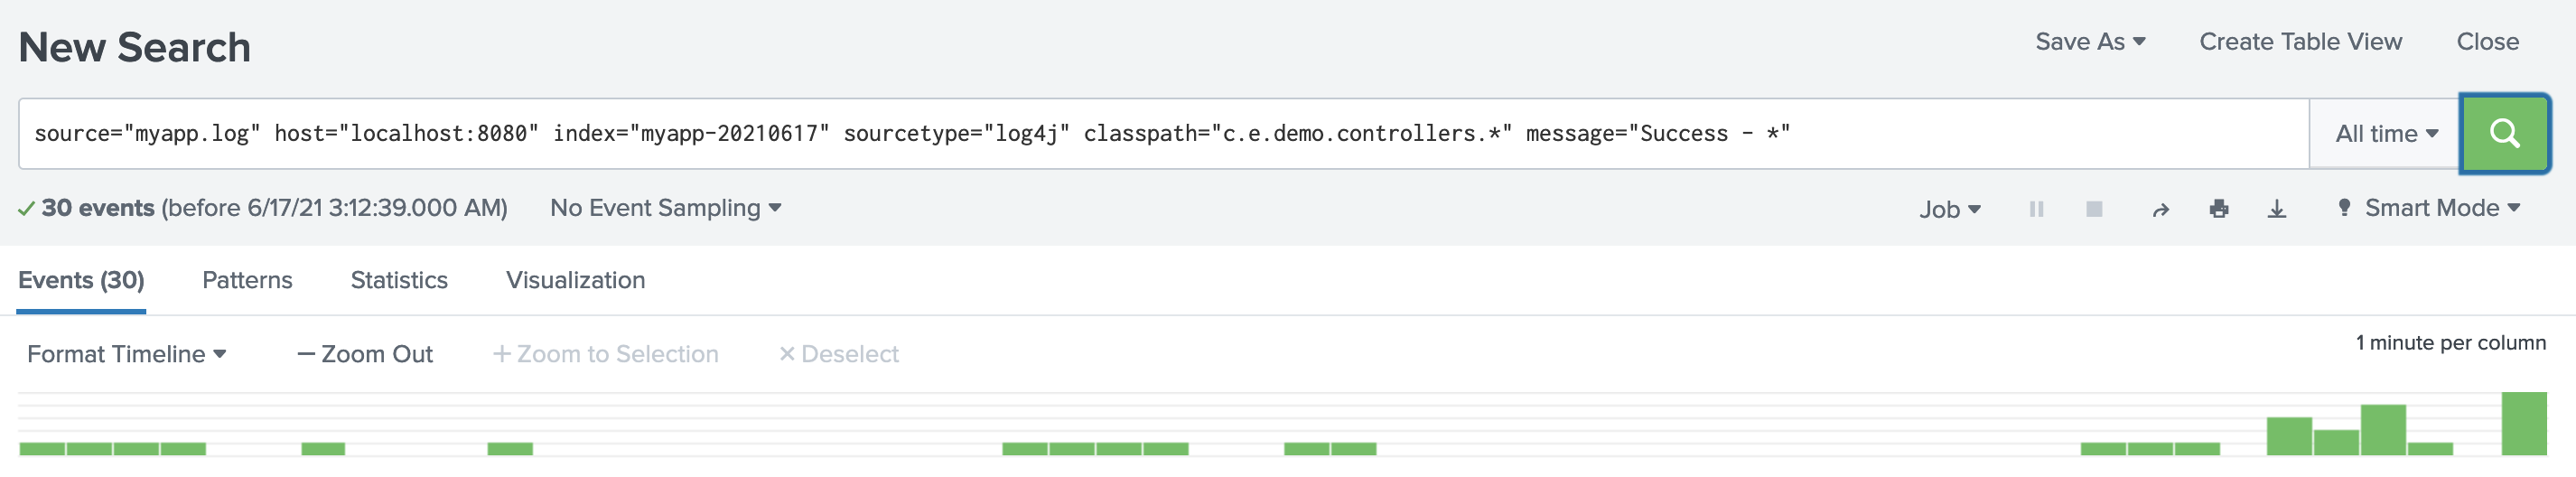 New Search
Save As Create Table View Close
source="myapp.log" host="localhost:8080" index="myapp-20210617" sourcetype="log4j" classpath="c.e.demo.controllers.*" message="Success - *"
All time
30 events (before 6/17/21 3:12:39.000 AM) No Event Sampling
Job Smart Mode
Events (30) Patterns Statistics Visualization
Format Timeline — Zoom Out + Zoom to Selection × Deselect
1 minute per column